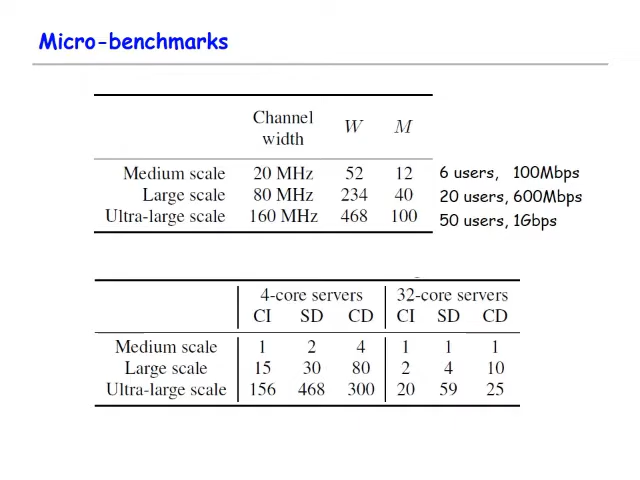 Micro-benchmarks
Channel width W M
Medium scale 20 MHz 52 12 6 users, 100Mbps
Large scale 80 MHz 234 40 20 users, 600Mbps
Ultra-large scale 160 MHz 468 100 50 users, 1Gbps
4-core servers 32-core servers
CI SD CD CI SD CD
Medium scale 1 2 4 1 1 1
Large scale 15 30 80 2 4 10
Ultra-large scale 156 468 300 20 59 25